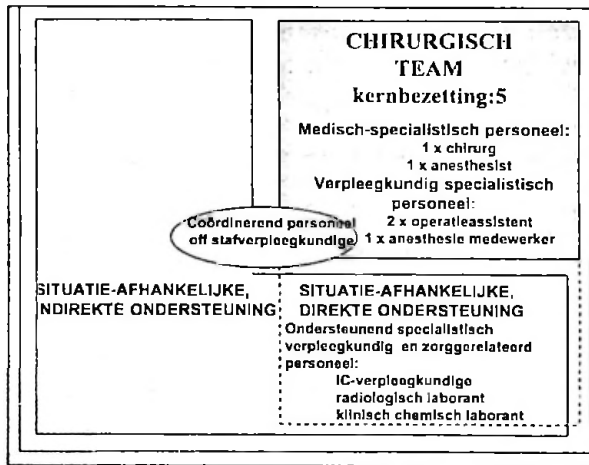 CHIRURGISCH
TEAM
kernbezetting:5
Medisch-specialistisch personeel:
1 x chirurg
1 x anesthesist
Verpleegkundig specialistisch
personeel:
2 x operatieassistent
1 x anesthesie medewerker
Coördinerend personeel
off stafverpleegkundige
SITUATIE-AFHANKELIJKE,
NDIREKTE ONDERSTEUNING
SITUATIE-AFHANKELIJKE,
DIREKTE ONDERSTEUNING
Ondersteunend specialistisch
verpleegkundig en zorggerelateerd
personeel:
IC-verpleegkundige
radiologisch laborant
klinisch chemisch laborant